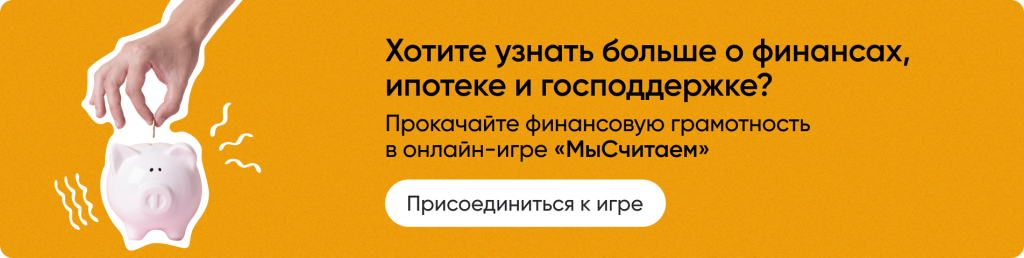 Хотите узнать больше о финансах,
ипотеке и господдержке?
Прокачайте финансовую грамотность
в онлайн-игре «МыСчитаем»
Присоединиться к игре